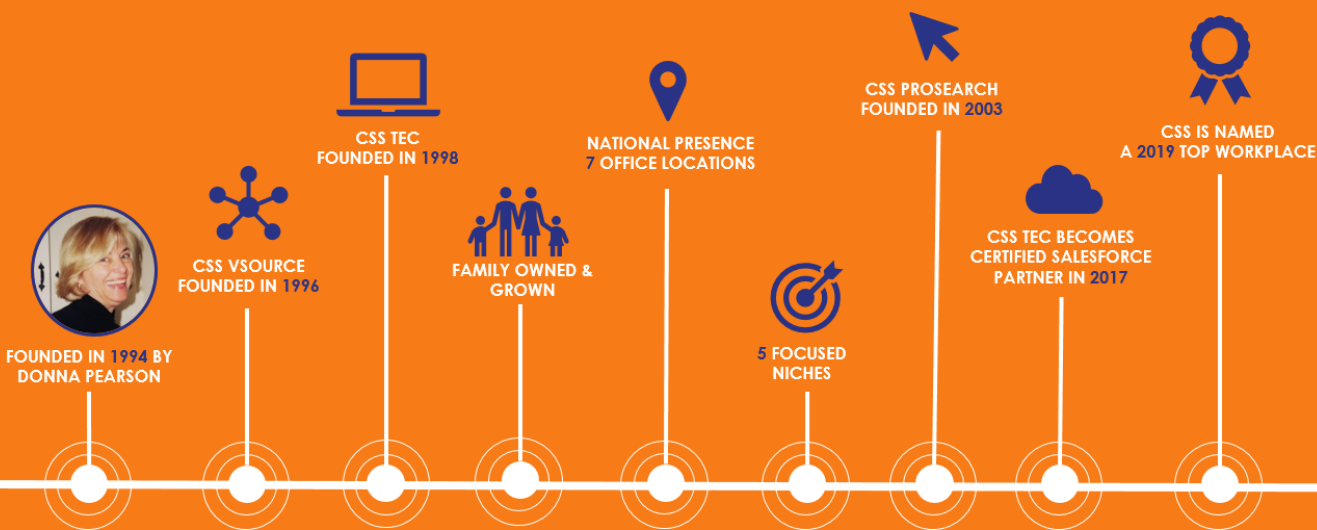 FOUNDED IN 1994 BY
DONNA PEARSON
CSS VSOURCE
FOUNDED IN 1996
CSS TEC
FOUNDED IN 1998
FAMILY OWNED &
GROWN
NATIONAL PRESENCE
7 OFFICE LOCATIONS
5 FOCUSED
NICHES
CSS PROSEARCH
FOUNDED IN 2003
CSS TEC BECOMES
CERTIFIED SALESFORCE
PARTNER IN 2017
CSS IS NAMED
A 2019 TOP WORKPLACE